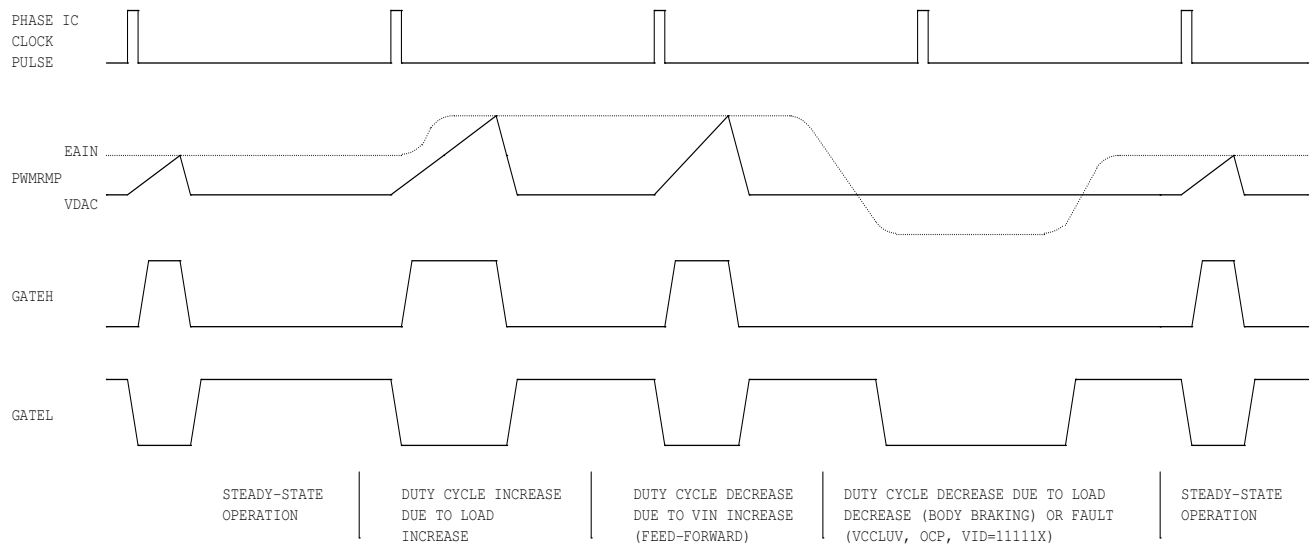 PHASE IC
CLOCK
PULSE
EAIN
PWMRMP
VDAC
GATEH
GATEL
STEADY-STATE
OPERATION
DUTY CYCLE INCREASE
DUE TO LOAD
INCREASE
DUTY CYCLE DECREASE
DUE TO VIN INCREASE
(FEED-FORWARD)
DUTY CYCLE DECREASE DUE TO LOAD
DECREASE (BODY BRAKING) OR FAULT
(VCCLUV, OCP, VID=11111X)
STEADY-STATE
OPERATION